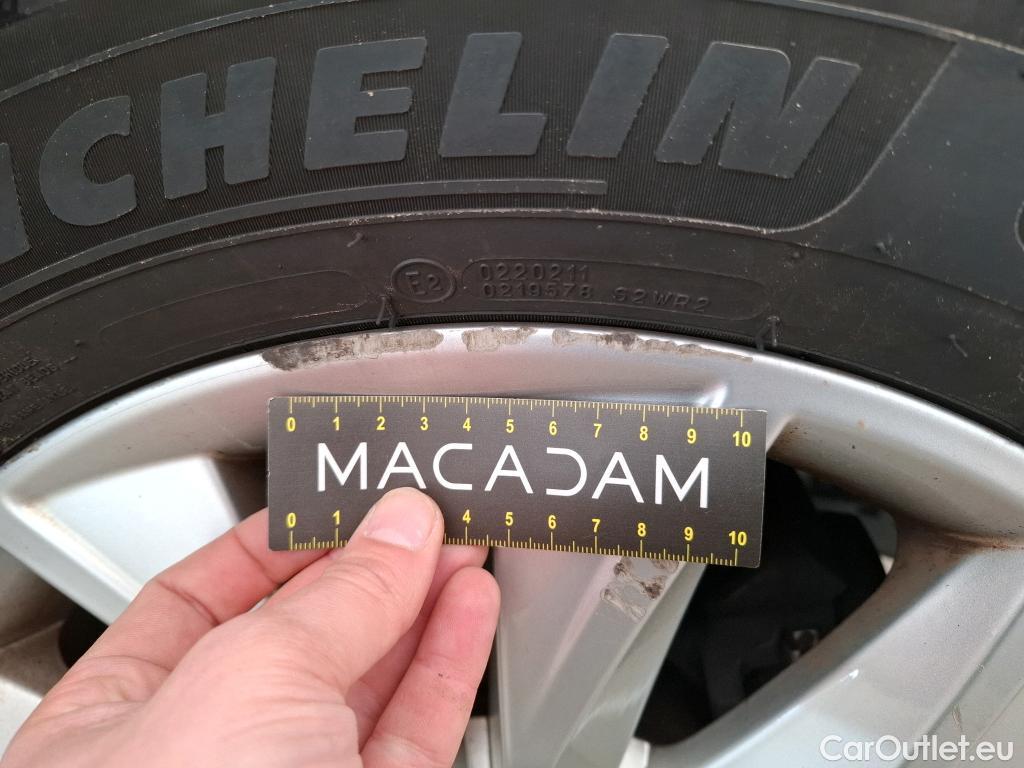 ICHELIN
E2
0220211
0219578 S2WR2
0 1 2 3 4 5 6 7 8 9 10
MACADAM
0 1 4 5 6 7 8 9 10
CarOutlet.eu